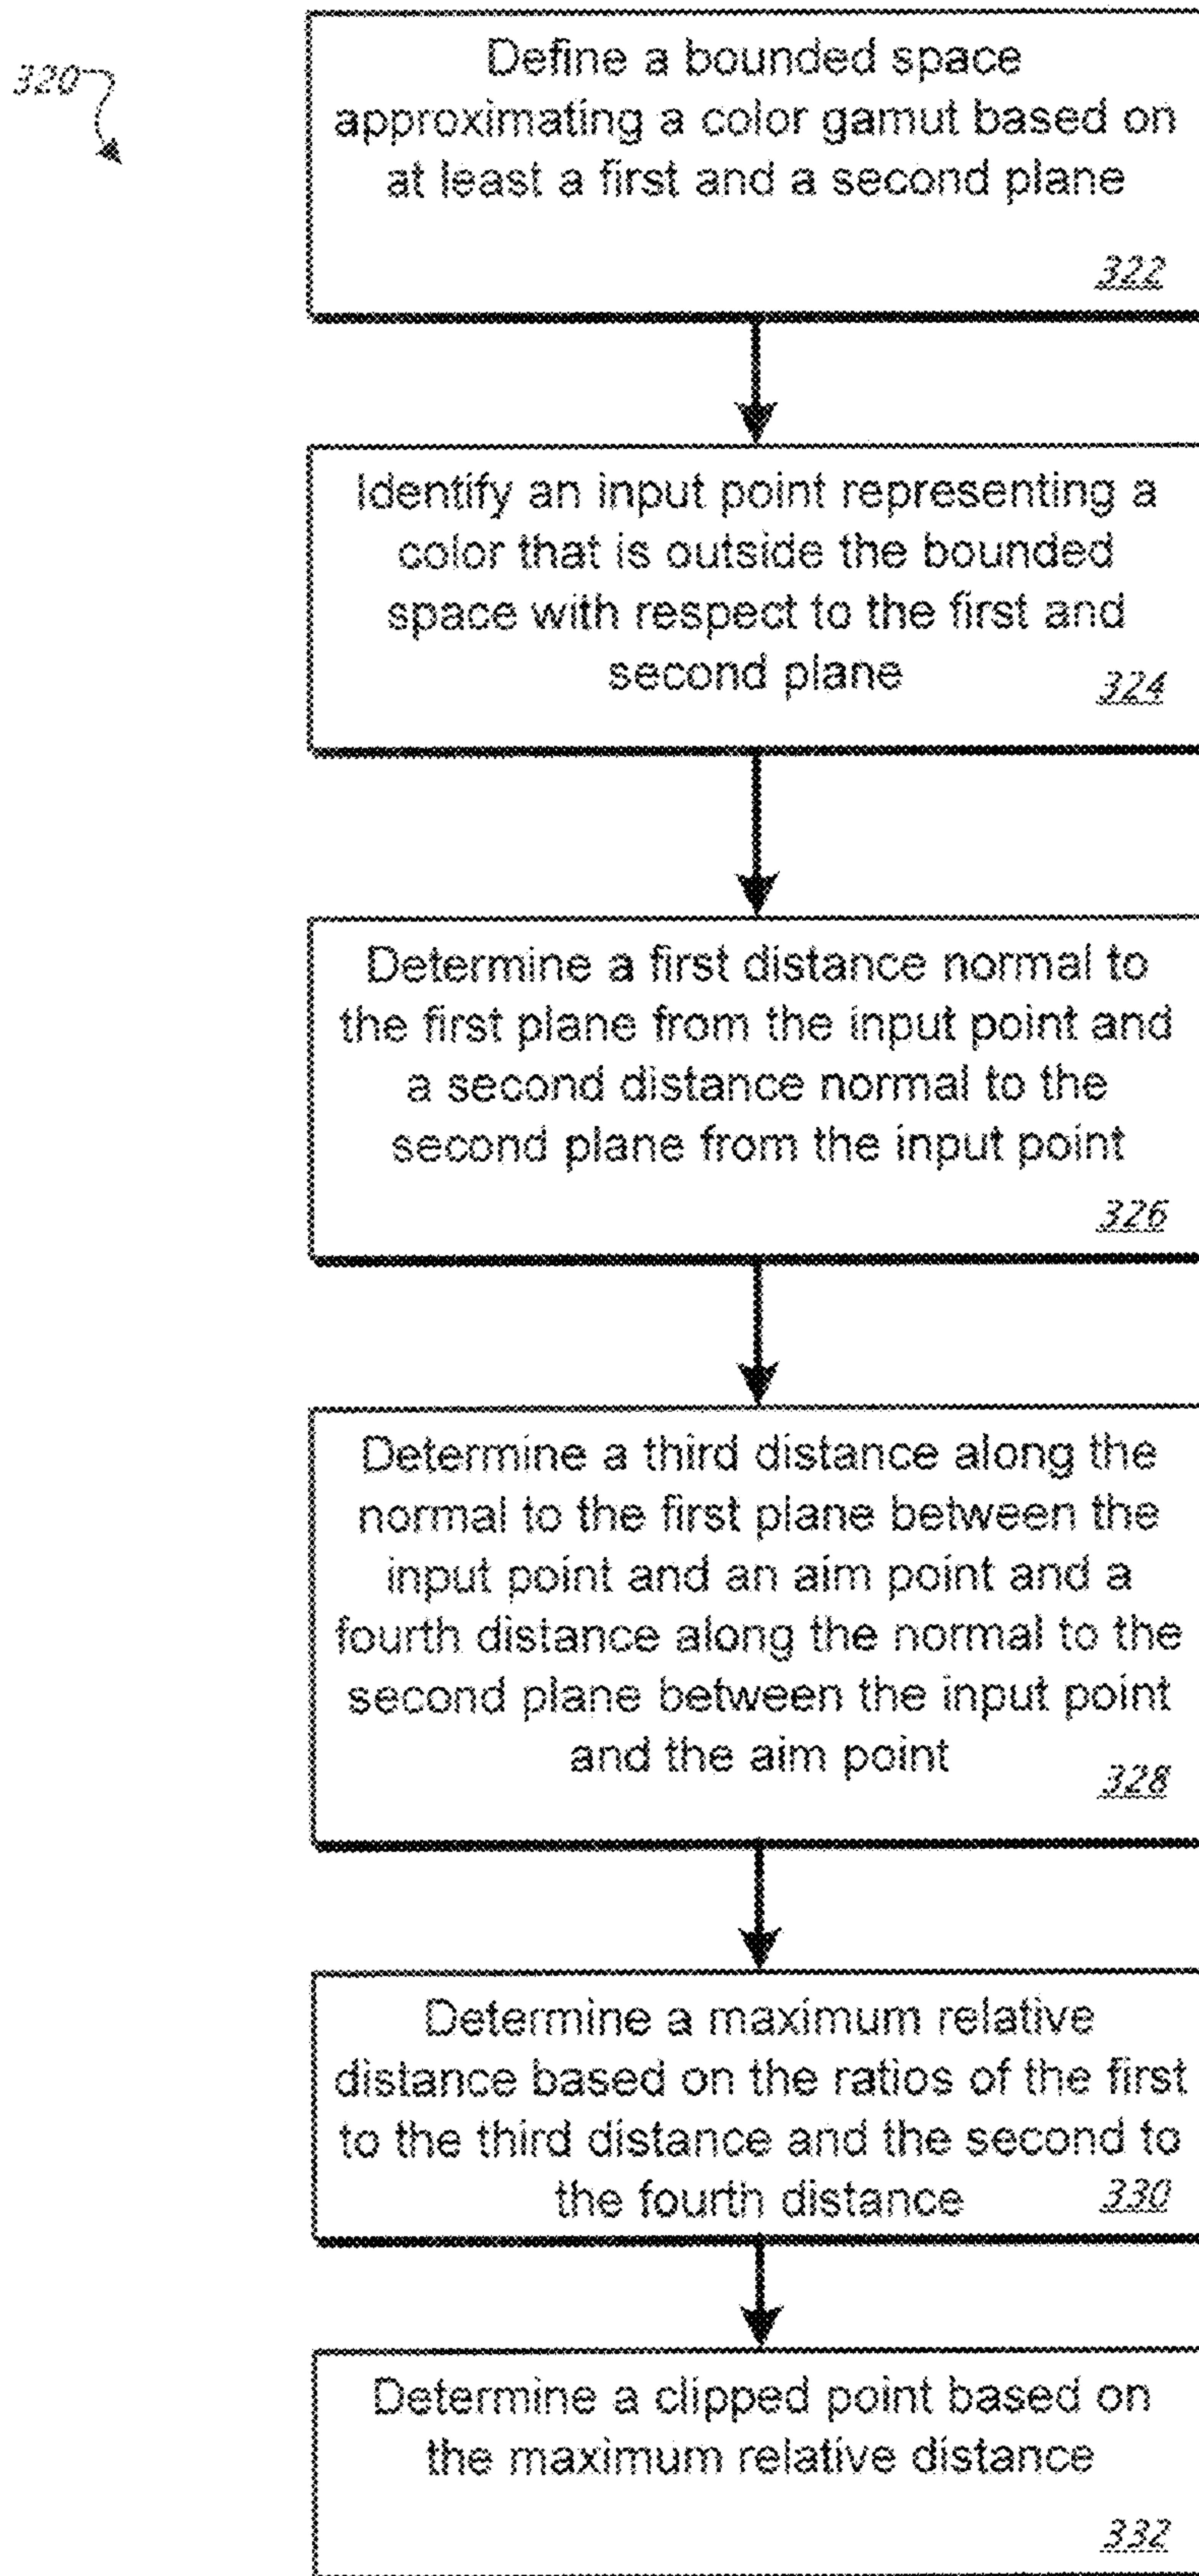 320
Define a bounded space
approximating a color gamut based on
at least a first and a second plane
322
Identify an input point representing a
color that is outside the bounded
space with respect to the first and
second plane
324
Determine a first distance normal to
the first plane from the input point and
a second distance normal to the
second plane from the input point
326
Determine a third distance along the
normal to the first plane between the
input point and an aim point and a
fourth distance along the normal to the
second plane between the input point
and the aim point
328
Determine a maximum relative
distance based on the ratios of the first
to the third distance and the second to
the fourth distance
330
Determine a clipped point based on
the maximum relative distance
332